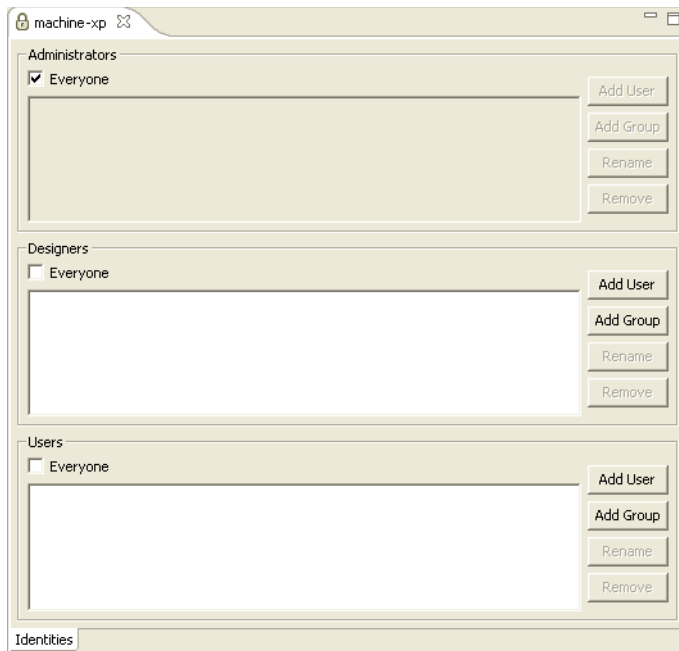 machine-xp
Administrators
Everyone
Add User
Add Group
Rename
Remove
Designers
Everyone
Add User
Add Group
Rename
Remove
Users
Everyone
Add User
Add Group
Rename
Remove
Identities